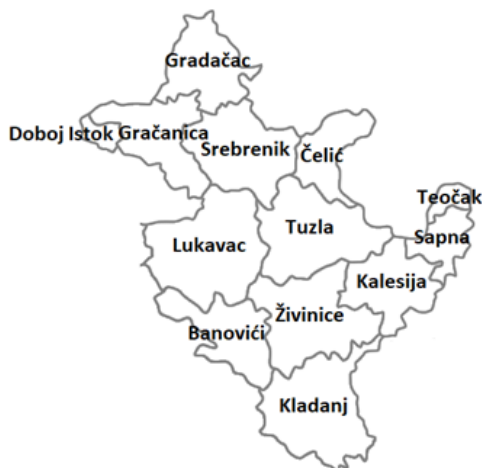 Gradačac
Doboj Istok
Gračanica
Srebrenik
Čelić
Teočak
Sapna
Tuzla
Lukavac
Kalesija
Živinice
Banovići
Kladanj